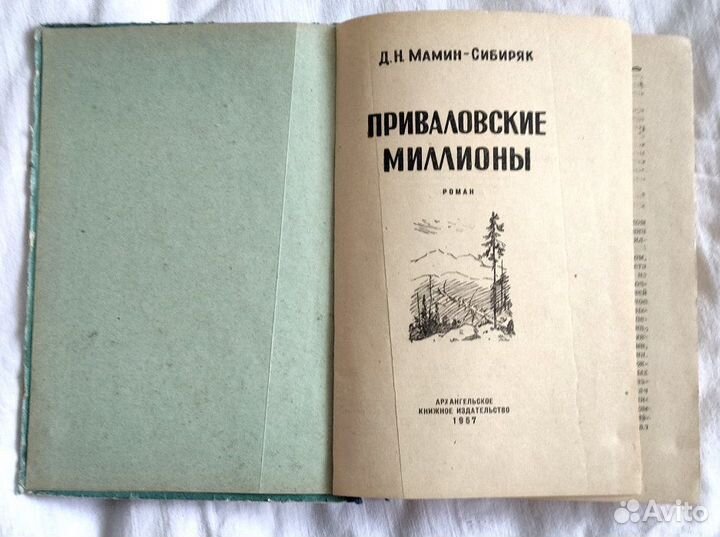 Д. Н. МАМИН-СИБИРЯК
ПРИВАЛОВСКИЕ
МИЛЛИОНЫ
РОМАН
АРХАНГЕЛЬСКОЕ
КНИЖНОЕ ИЗДАТЕЛЬСТВО
1957
Avito